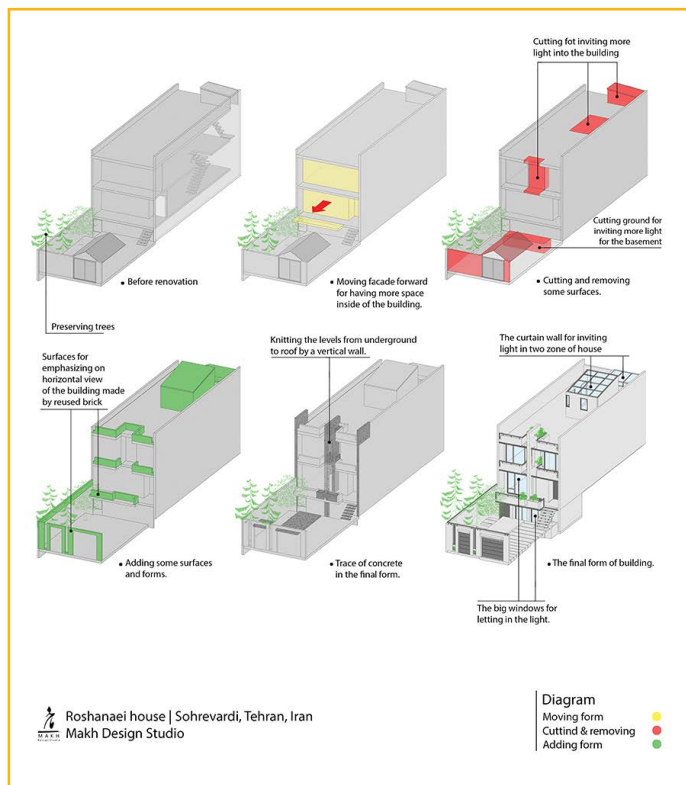 Cutting fot inviting more
light into the building
Cutting ground for
inviting more light
for the basement
Before renovation
Moving facade forward
for having more space
inside of the building.
Cutting and removing
some surfaces.
Preserving trees
Surfaces for
emphasizing on
horizontal view
of the building made
by reused brick
Knitting the levels from underground
to roof by a vertical wall.
The curtain wall for inviting
light in two zone of house
Adding some surfaces
and forms.
Trace of concrete
in the final form.
The final form of building.
The big windows for
letting in the light.
MAKH
Roshanaei house | Sohrevardi, Tehran, Iran
Makh Design Studio
Diagram
Moving form
Cuttind & removing
Adding form